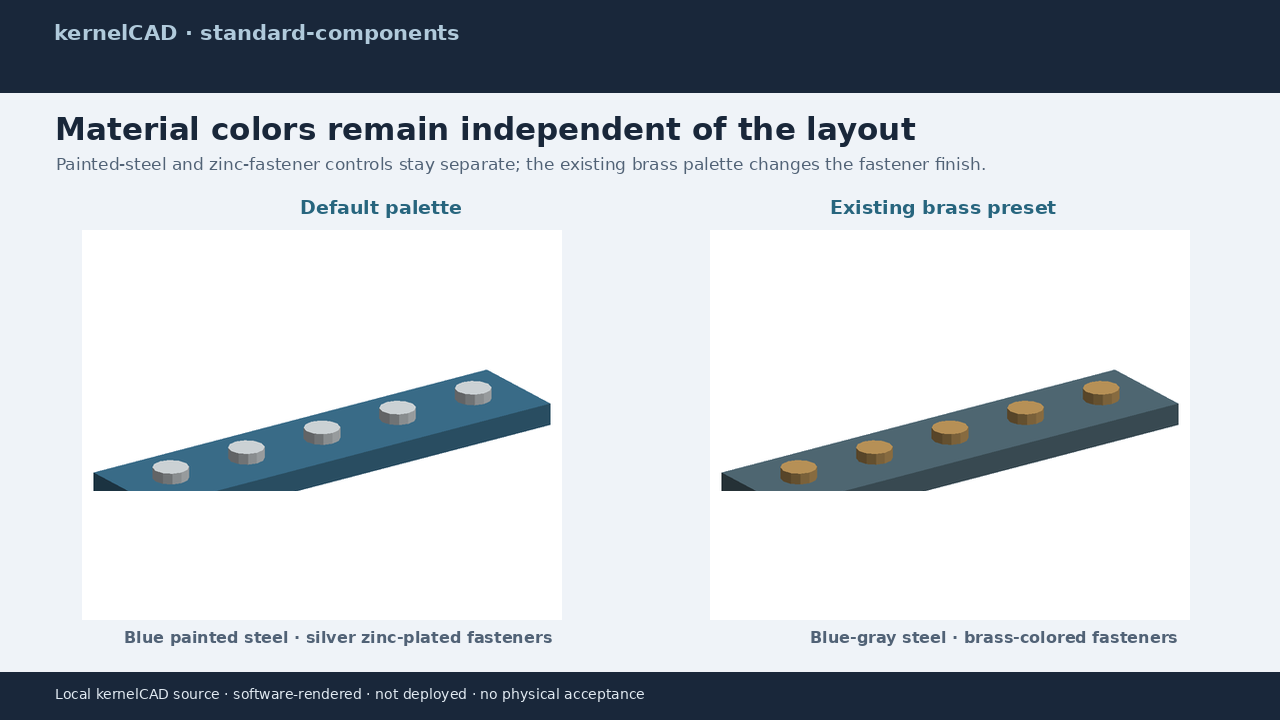 kernelCAD · standard-components
Material colors remain independent of the layout
Painted-steel and zinc-fastener controls stay separate; the existing brass palette changes the fastener finish.
Default palette
Existing brass preset
Blue painted steel · silver zinc-plated fasteners
Blue-gray steel · brass-colored fasteners
Local kernelCAD source · software-rendered · not deployed · no physical acceptance